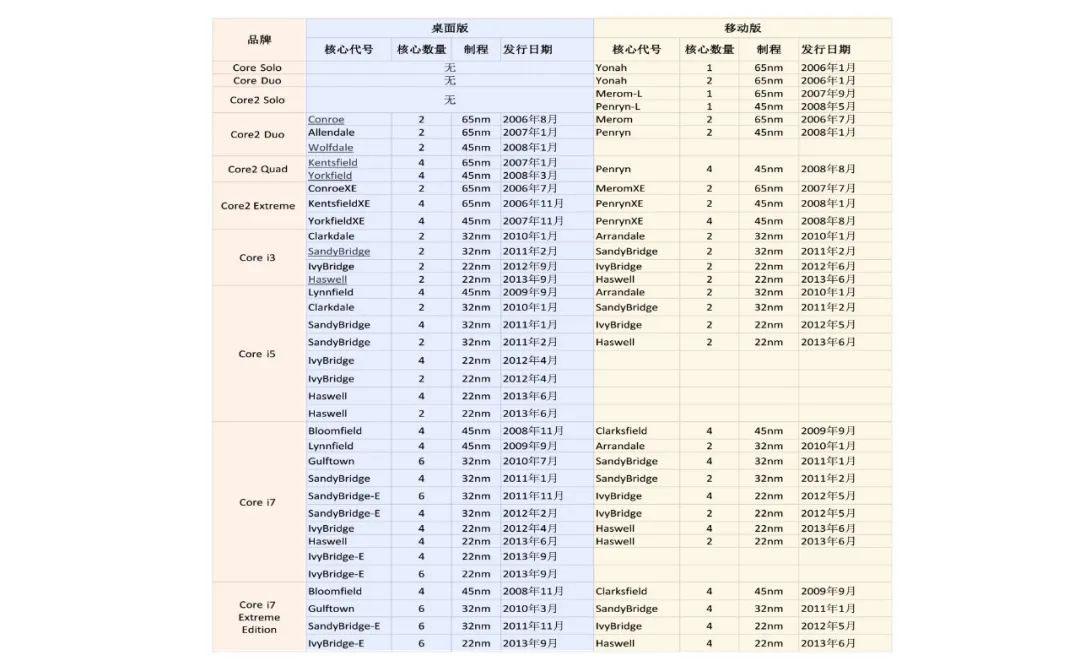 品牌 桌面版 移动版
核心代号 核心数量 制程 发行日期 核心代号 核心数量 制程 发行日期
Core Solo 无 Yonah 1 65nm 2006年1月
Core Duo 无 Yonah 2 65nm 2006年1月
Core2 Solo 无 Merom-L 1 65nm 2007年9月
Penryn-L 1 45nm 2008年5月
Core2 Duo Conroe 2 65nm 2006年8月 Merom 2 65nm 2006年7月
Allendale 2 65nm 2007年1月 Penryn 2 45nm 2008年1月
Wolfdale 2 45nm 2008年1月
Core2 Quad Kentsfield 4 65nm 2007年1月 Penryn 4 45nm 2008年8月
Yorkfield 4 45nm 2008年3月
Core2 Extreme ConroeXE 2 65nm 2006年7月 MeromXE 2 65nm 2007年7月
KentsfieldXE 4 65nm 2006年11月 PenrynXE 2 45nm 2008年1月
YorkfieldXE 4 45nm 2007年11月 PenrynXE 4 45nm 2008年8月
Core i3 Clarkdale 2 32nm 2010年1月 Arrandale 2 32nm 2010年1月
SandyBridge 2 32nm 2011年2月 SandyBridge 2 32nm 2011年2月
IvyBridge 2 22nm 2012年9月 IvyBridge 2 22nm 2012年6月
Haswell 2 22nm 2013年9月 Haswell 2 22nm 2013年6月
Core i5 Lynnfield 4 45nm 2009年9月 Arrandale 2 32nm 2010年1月
Clarkdale 2 32nm 2010年1月 SandyBridge 2 32nm 2011年2月
SandyBridge 4 32nm 2011年1月 IvyBridge 2 22nm 2012年5月
SandyBridge 2 32nm 2011年2月 Haswell 2 22nm 2013年6月
IvyBridge 4 22nm 2012年4月
IvyBridge 2 22nm 2012年4月
Haswell 4 22nm 2013年6月
Haswell 2 22nm 2013年6月
Core i7 Bloomfield 4 45nm 2008年11月 Clarksfield 4 45nm 2009年9月
Lynnfield 4 45nm 2009年9月 Arrandale 2 32nm 2010年1月
Gulftown 6 32nm 2010年7月 SandyBridge 4 32nm 2011年1月
SandyBridge 4 32nm 2011年1月 SandyBridge 2 32nm 2011年2月
SandyBridge-E 6 32nm 2011年11月 IvyBridge 4 22nm 2012年5月
SandyBridge-E 4 32nm 2012年2月 IvyBridge 2 22nm 2012年5月
IvyBridge 4 22nm 2012年4月 Haswell 4 22nm 2013年6月
Haswell 4 22nm 2013年6月 Haswell 2 22nm 2013年6月
IvyBridge-E 4 22nm 2013年9月
IvyBridge-E 6 22nm 2013年9月
Core i7 Extreme Edition Bloomfield 4 45nm 2008年11月 Clarksfield 4 45nm 2009年9月
Gulftown 6 32nm 2010年3月 SandyBridge 4 32nm 2011年1月
SandyBridge-E 6 32nm 2011年11月 IvyBridge 4 22nm 2012年5月
IvyBridge-E 6 22nm 2013年9月 Haswell 4 22nm 2013年6月